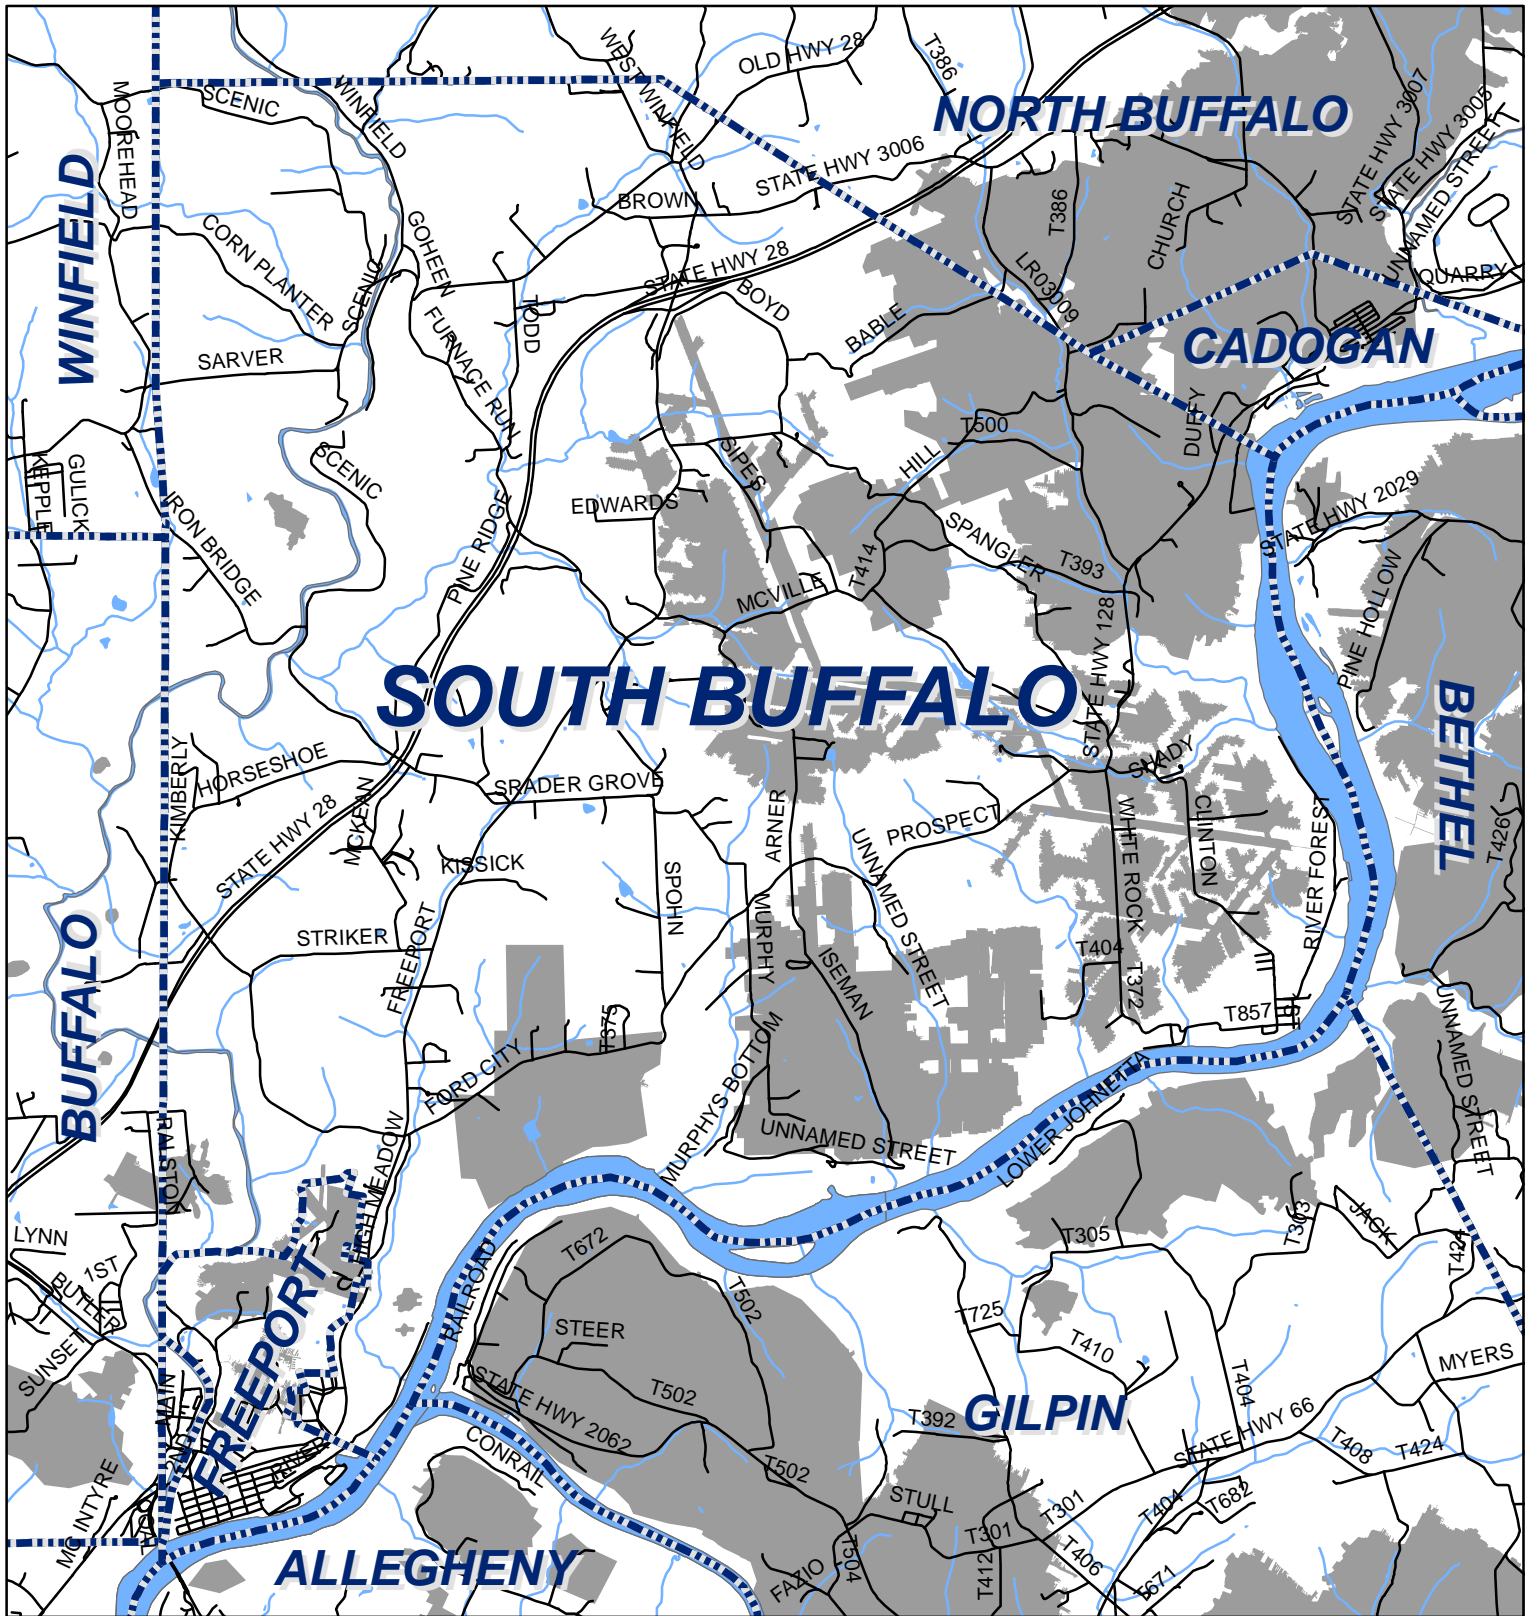 OLD HWY 28
WEST WINFIELD
T386
NORTH BUFFALO
STATE HWY 3007
STATE HWY 3005
UNNAMED STREET
SCENIC
WINFIELD
MOOREHEAD
STATE HWY 3006
BROWN
T386
CHURCH
WINFIELD
CORN PLANTER
SCENIC
GOHEEN
STATE HWY 28
LR03009
QUARRY
BOYD
TODD
BABLE
CADOGAN
SARVER
FURNACE RUN
DUFFY
T500
KEPPLE
GULICK
SCENIC
SIPES
HILL
IRON BRIDGE
PINE RIDGE
EDWARDS
STATE HWY 2029
SPANGLER
T393
T414
MCVILLE
PINE HOLLOW
STATE HWY 128
SOUTH BUFFALO
BETHEL
KIMBERLY
HORSESHOE
SRADER GROVE
SHADY
STATE HWY 28
MCKEAN
ARNER
UNNAMED STREET
PROSPECT
WHITE ROCK
CLINTON
RIVER FOREST
T426
KISSICK
SPOHN
MURPHY
BUFFALO
STRIKER
FREEPORT
ISEMAN
T404
T372
T857
UNNAMED STREET
T375
FORD CITY
MURPHYS BOTTOM
LOWER JOHNETTA
UNNAMED STREET
RALSTON
HIGH MEADOW
LYNN
1ST
BUTLER
SUNSET
FREEPORT
RAILROAD
T672
T502
T305
T303
JACK
T424
T725
STEER
T410
MYERS
T404
STATE HWY 2062
T502
T392
GILPIN
STATE HWY 66
T408
T424
MAIN
2ND
RIVER
CONRAIL
T502
MC INTYRE
STULL
T301
T301
T404
T682
ALLEGHENY
FAZIO
T504
T412
T406
T671